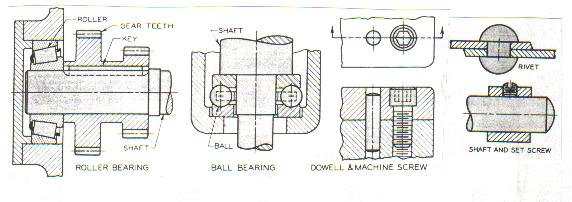 ROLLER
GEAR TEETH
KEY
SHAFT
ROLLER BEARING
SHAFT
BALL
BALL BEARING
DOWELL & MACHINE SCREW
RIVET
SHAFT AND SET SCREW